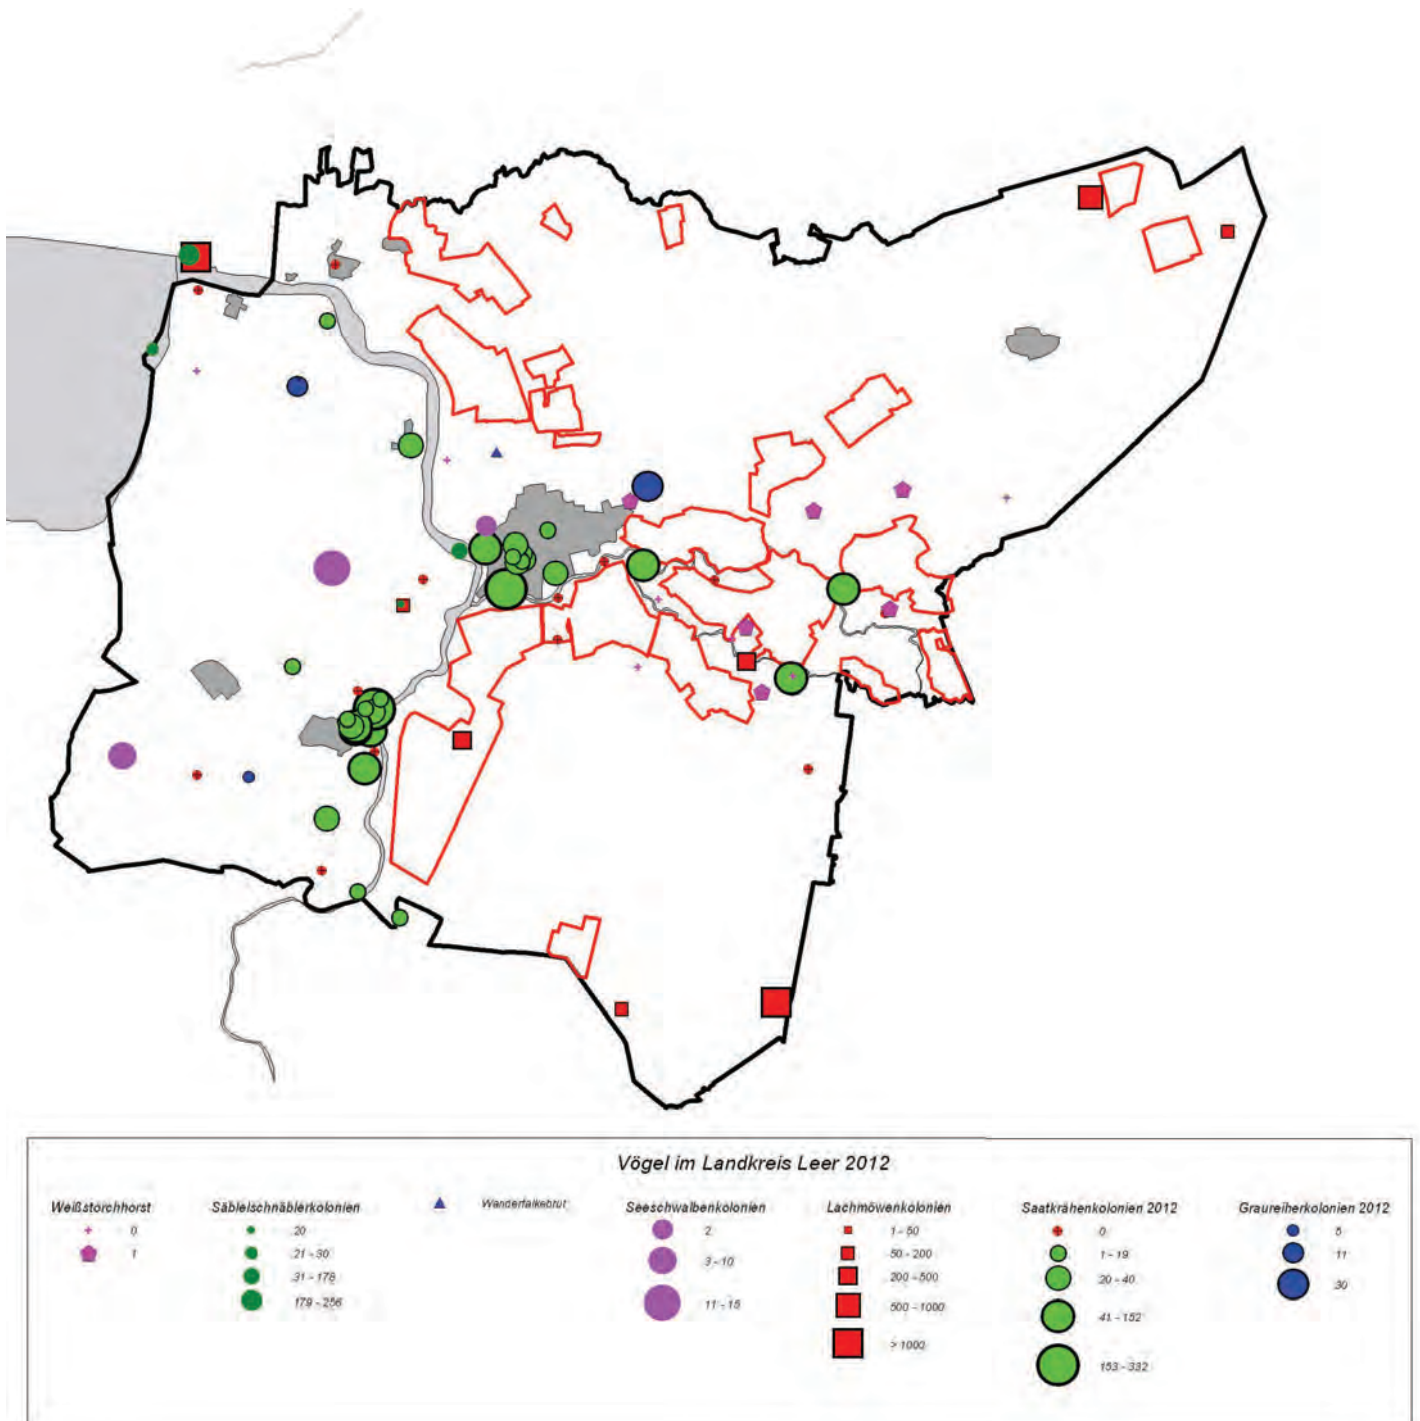 Vögel im Landkreis Leer 2012
Weißstorchhorst
0
1
Säblelschnäblerkolonien
20
21 - 30
31 - 178
179 - 256
Wanderfalkebrut
Seeschwalbenkolonien
2
3 - 10
11 - 15
Lachmöwenkolonien
1 - 50
50 - 200
200 - 500
500 - 1000
> 1000
Saatkrähenkolonien 2012
0
1 - 19
20 - 40
41 - 152
153 - 332
Graureiherkolonien 2012
5
11
30